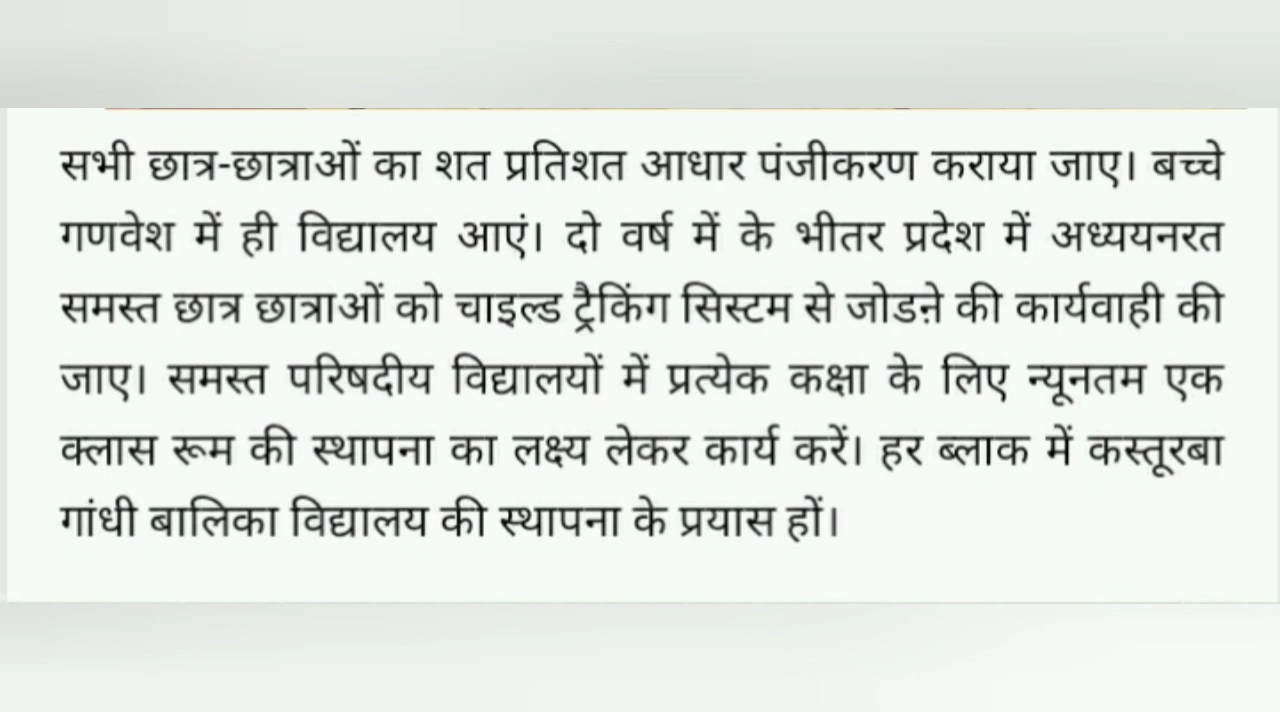 सभी छात्र-छात्राओं का शत प्रतिशत आधार पंजीकरण कराया जाए। बच्चे
गणवेश में ही विद्यालय आएं। दो वर्ष में के भीतर प्रदेश में अध्ययनरत
समस्त छात्र छात्राओं को चाइल्ड ट्रैकिंग सिस्टम से जोडऩे की कार्यवाही की
जाए। समस्त परिषदीय विद्यालयों में प्रत्येक कक्षा के लिए न्यूनतम एक
क्लास रूम की स्थापना का लक्ष्य लेकर कार्य करें। हर ब्लाक में कस्तूरबा
गांधी बालिका विद्यालय की स्थापना के प्रयास हों।